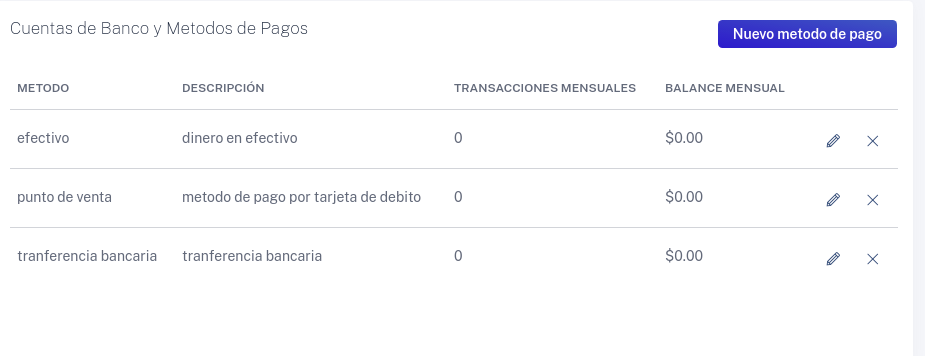 Cuentas de Banco y Metodos de Pagos
Nuevo metodo de pago
METODO DESCRIPCIÓN TRANSACCIONES MENSUALES BALANCE MENSUAL
efectivo dinero en efectivo 0 $0.00
punto de venta metodo de pago por tarjeta de debito 0 $0.00
tranferencia bancaria tranferencia bancaria 0 $0.00